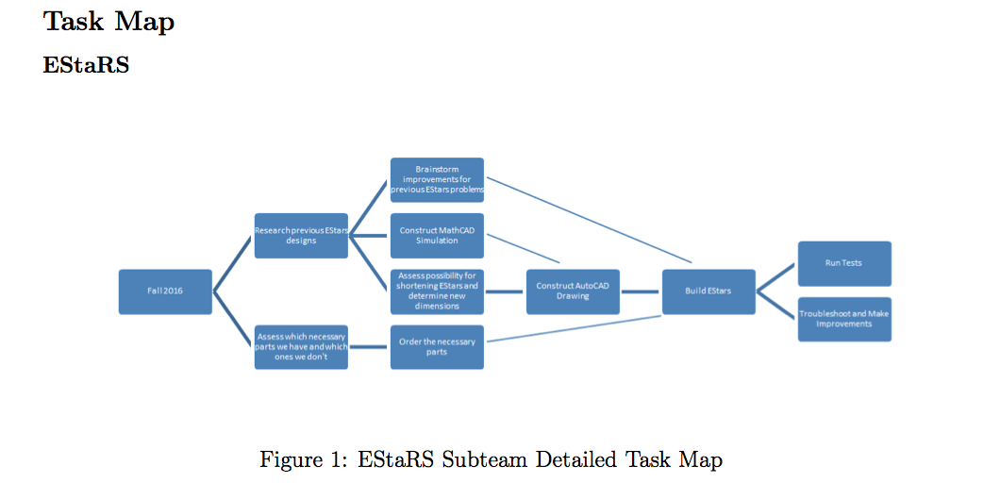 Task Map
EStaRS
Brainstorm
improvements for
previous EStars problems
Research previous EStars
designs
Construct MathCAD
Simulation
Fall 2016
Assess possibility for
shortening EStars and
determine new
dimensions
Construct AutoCAD
Drawing
Build EStars
Run Tests
Troubleshoot and Make
Improvements
Assess which necessary
parts we have and which
ones we don't
Order the necessary
parts
Figure 1: EStaRS Subteam Detailed Task Map